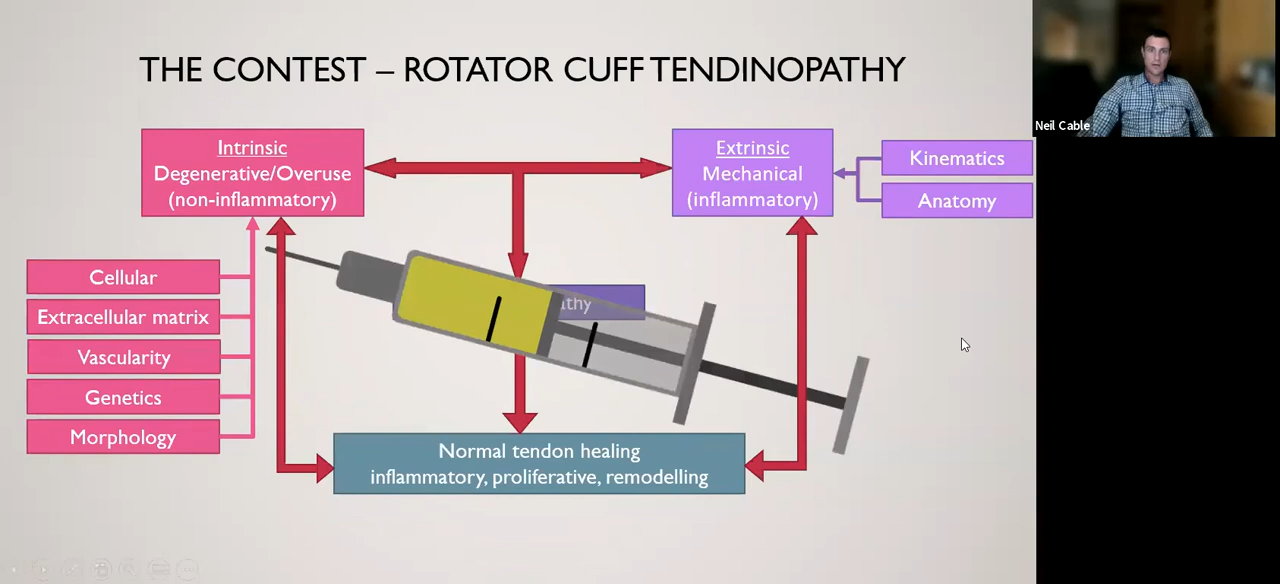 THE CONTEST – ROTATOR CUFF TENDINOPATHY
Neil Cable
Intrinsic
Degenerative/Overuse
(non-inflammatory)
Extrinsic
Mechanical
(inflammatory)
Kinematics
Anatomy
Cellular
Extracellular matrix
Vascularity
Genetics
Morphology
thy
Normal tendon healing
inflammatory, proliferative, remodelling